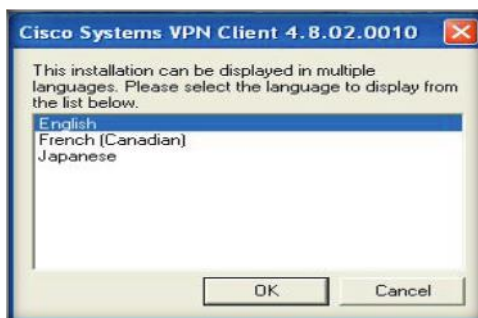 Cisco Systems VPN Client 4.8.02.0010
This installation can be displayed in multiple
languages. Please select the language to display from
the list below.
English
French (Canadian)
Japanese
OK
Cancel